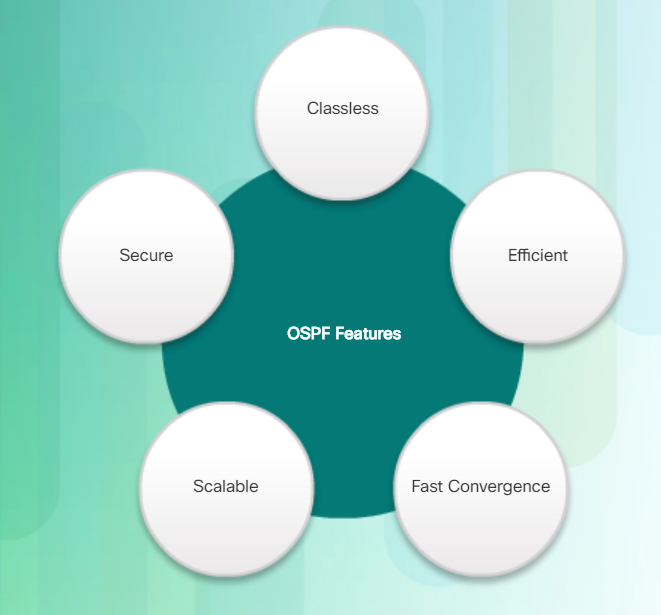 Classless
Secure
Efficient
OSPF Features
Scalable
Fast Convergence